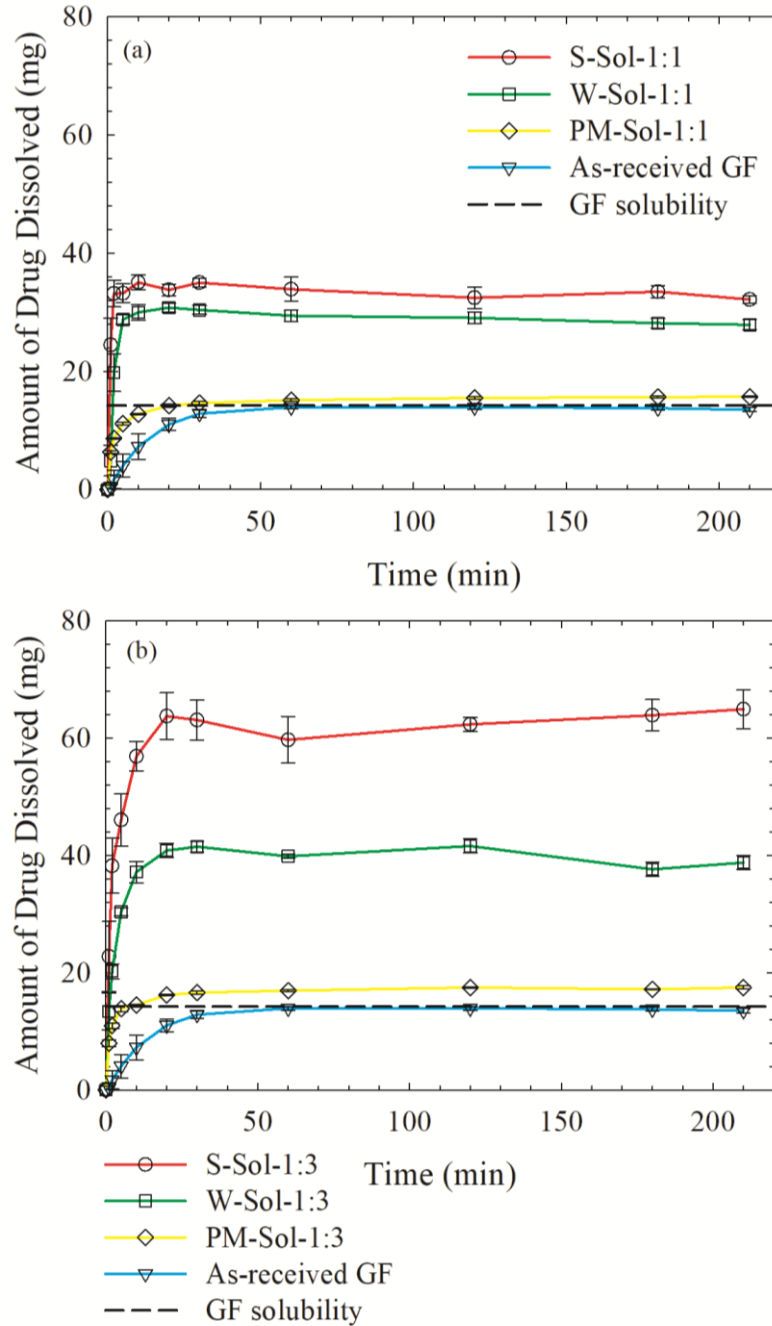 80
(a)
S-Sol-1:1
W-Sol-1:1
PM-Sol-1:1
As-received GF
GF solubility
60
40
20
0
0 50 100 150 200
Amount of Drug Dissolved (mg)
Time (min)
80
(b)
60
40
20
0
0 50 100 150 200
Amount of Drug Dissolved (mg)
Time (min)
S-Sol-1:3
W-Sol-1:3
PM-Sol-1:3
As-received GF
GF solubility